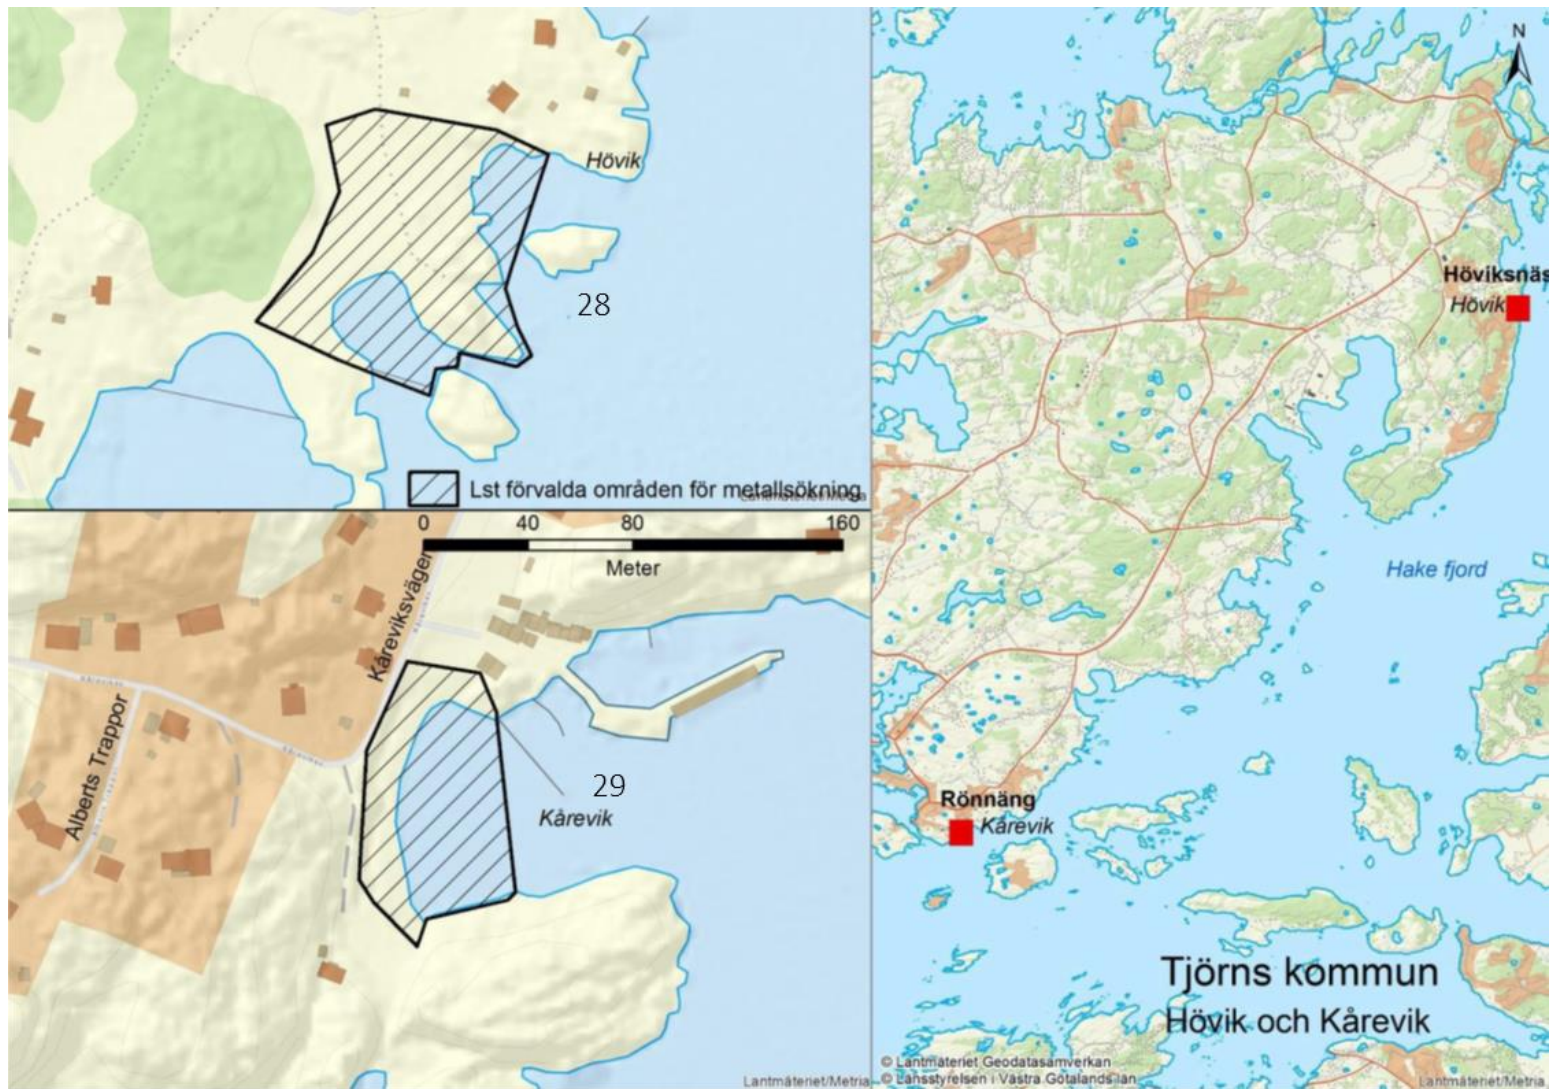 Hövik
28
Lst förvalda områden för metallsökning
Lantmäteriet/Metria
0 40 80 160
Meter
Kåreviksvägen
Alberts Trappor
29
Kårevik
Lantmäteriet/Metria
N
Höviksnäs
Hövik
Hake fjord
Rönnäng
Kårevik
Tjörns kommun
Hövik och Kårevik
© Lantmäteriet Geodatasamverkan
© Länsstyrelsen i Västra Götalands län
Lantmäteriet/Metria